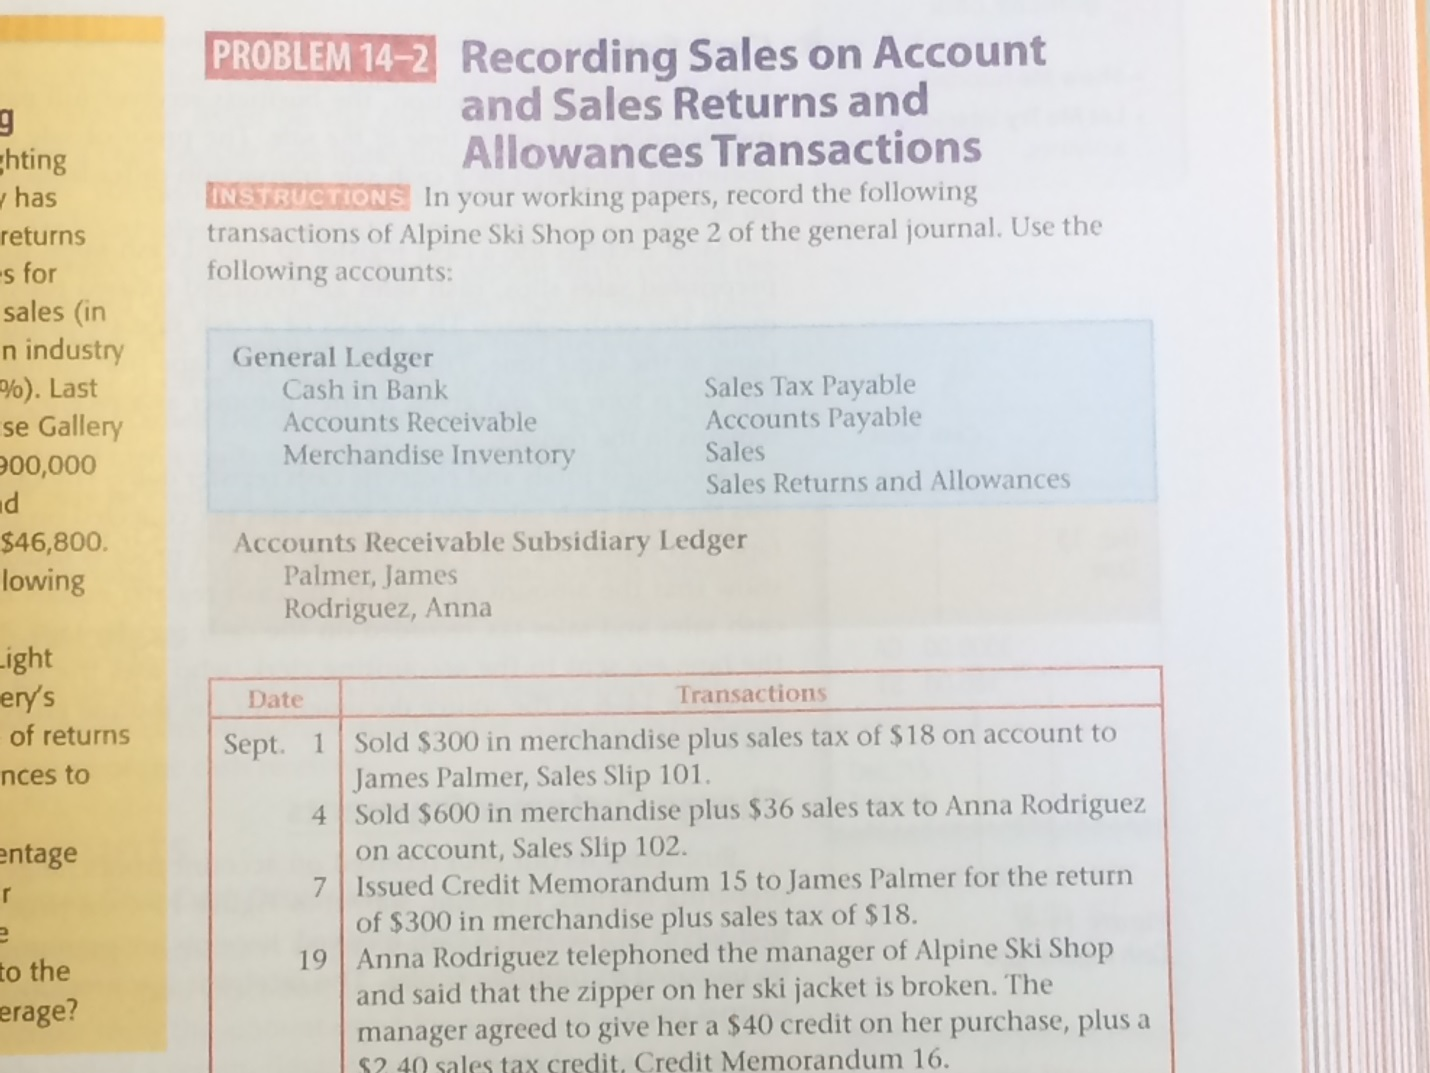 g
ghting
y has
returns
s for
sales (in
n industry
%). Last
se Gallery
900,000
d
$46,800.
lowing
Light
ery's
of returns
nces to
entage
r
e
to the
erage?
PROBLEM 14–2 Recording Sales on Account
and Sales Returns and
Allowances Transactions
INSTRUCTIONS In your working papers, record the following
transactions of Alpine Ski Shop on page 2 of the general journal. Use the
following accounts:
General Ledger
Cash in Bank Sales Tax Payable
Accounts Receivable Accounts Payable
Merchandise Inventory Sales
Sales Returns and Allowances
Accounts Receivable Subsidiary Ledger
Palmer, James
Rodriguez, Anna
Date Transactions
Sept. 1 Sold $300 in merchandise plus sales tax of $18 on account to
James Palmer, Sales Slip 101.
4 Sold $600 in merchandise plus $36 sales tax to Anna Rodriguez
on account, Sales Slip 102.
7 Issued Credit Memorandum 15 to James Palmer for the return
of $300 in merchandise plus sales tax of $18.
19 Anna Rodriguez telephoned the manager of Alpine Ski Shop
and said that the zipper on her ski jacket is broken. The
manager agreed to give her a $40 credit on her purchase, plus a
$2.40 sales tax credit, Credit Memorandum 16.